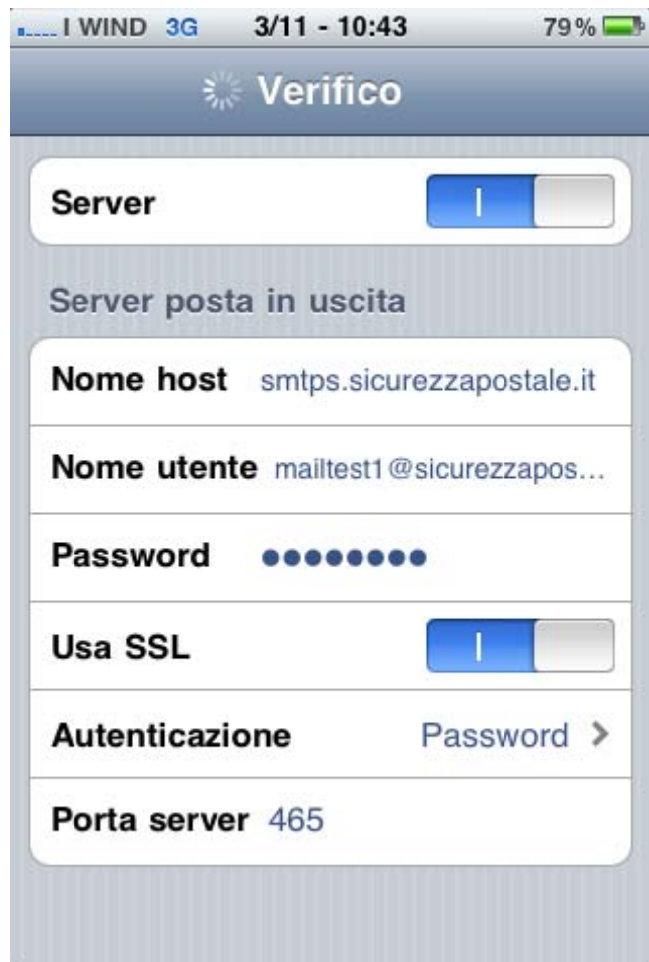 I WIND 3G 3/11 - 10:43 79%
Verifico
Server
Server posta in uscita
Nome host smtps.sicurezzapostale.it
Nome utente mailtest1@sicurezzapos...
Password ●●●●●●●●
Usa SSL
Autenticazione Password
Porta server 465